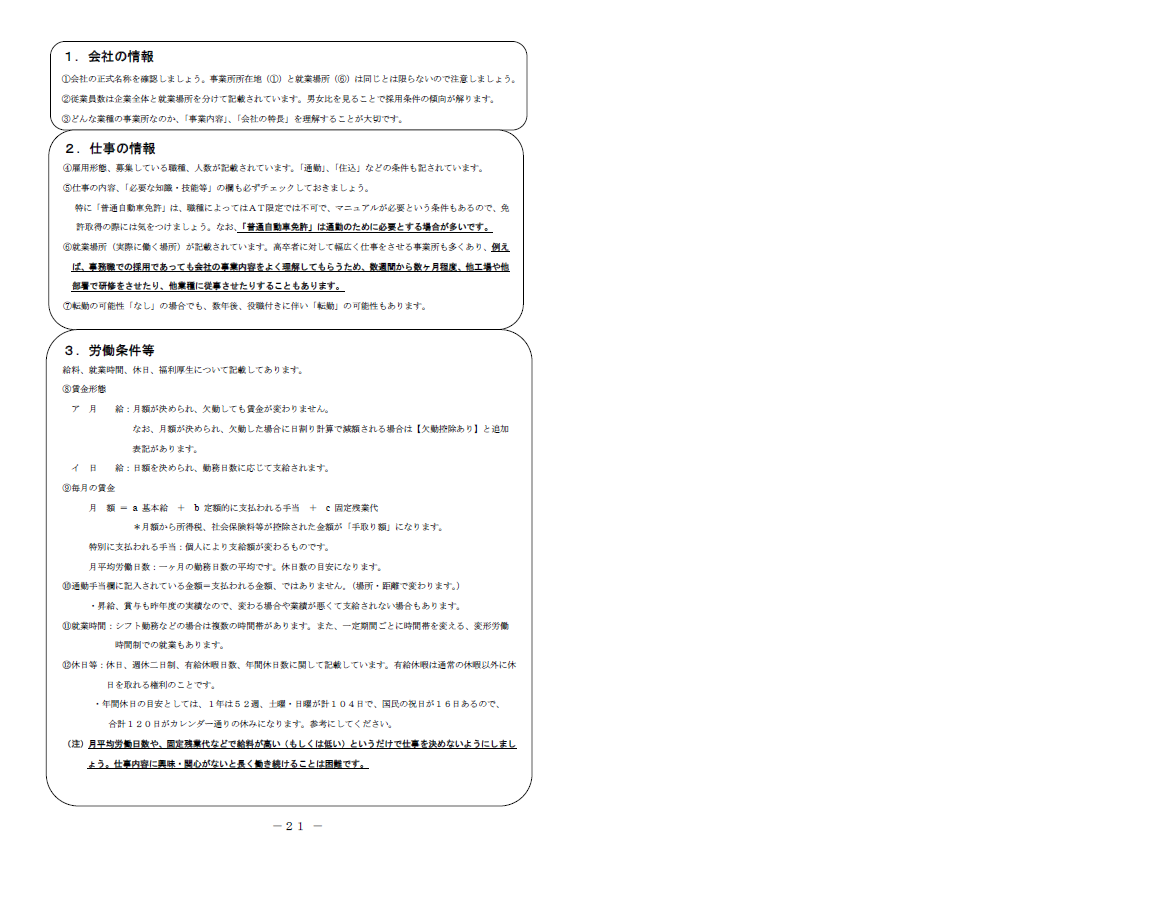 １．会社の情報
①会社の正式名称を確認しましょう。事業所所在地（①）と就業場所（⑥）は同じとは限らないので注意しましょう。
②従業員数は企業全体と就業場所を分けて記載されています。男女比を見ることで採用条件の傾向が解ります。
③どんな業種の事業所なのか、「事業内容」、「会社の特長」を理解することが大切です。
２．仕事の情報
④雇用形態、募集している職種、人数が記載されています。「通勤」、「住込」などの条件も記されています。
⑤仕事の内容、「必要な知識・技能等」の欄も必ずチェックしておきましょう。
特に「普通自動車免許」は、職種によってはＡＴ限定では不可で、マニュアルが必要という条件もあるので、免
許取得の際には気をつけましょう。なお、「普通自動車免許」は通勤のために必要とする場合が多いです。
⑥就業場所（実際に働く場所）が記載されています。高卒者に対して幅広く仕事をさせる事業所も多くあり、例え
ば、事務職での採用であっても会社の事業内容をよく理解してもらうため、数週間から数ヶ月程度、他工場や他
部署で研修をさせたり、他業種に従事させたりすることもあります。
⑦転勤の可能性「なし」の場合でも、数年後、役職付きに伴い「転勤」の可能性もあります。
３．労働条件等
給料、就業時間、休日、福利厚生について記載してあります。
⑧賃金形態
ア　月　　給：月額が決められ、欠勤しても賃金が変わりません。
なお、月額が決められ、欠勤した場合に日割り計算で減額される場合は【欠勤控除あり】と追加
表記があります。
イ　日　　給：日額を決められ、勤務日数に応じて支給されます。
⑨毎月の賃金
月　額 ＝ a 基本給　＋　b 定額的に支払われる手当　＋　c 固定残業代
＊月額から所得税、社会保険料等が控除された金額が「手取り額」になります。
特別に支払われる手当：個人により支給額が変わるものです。
月平均労働日数：一ヶ月の勤務日数の平均です。休日数の目安になります。
⑩通勤手当欄に記入されている金額＝支払われる金額、ではありません。（場所・距離で変わります。）
・昇給、賞与も昨年度の実績なので、変わる場合や業績が悪くて支給されない場合もあります。
⑪就業時間：シフト勤務などの場合は複数の時間帯があります。また、一定期間ごとに時間帯を変える、変形労働
時間制での就業もあります。
⑫休日等：休日、週休二日制、有給休暇日数、年間休日数に関して記載しています。有給休暇は通常の休暇以外に休
日を取れる権利のことです。
・年間休日の目安としては、１年は５２週、土曜・日曜が計１０４日で、国民の祝日が１６日あるので、
合計１２０日がカレンダー通りの休みになります。参考にしてください。
（注）月平均労働日数や、固定残業代などで給料が高い（もしくは低い）というだけで仕事を決めないようにしまし
ょう。仕事内容に興味・関心がないと長く働き続けることは困難です。
－２１ －